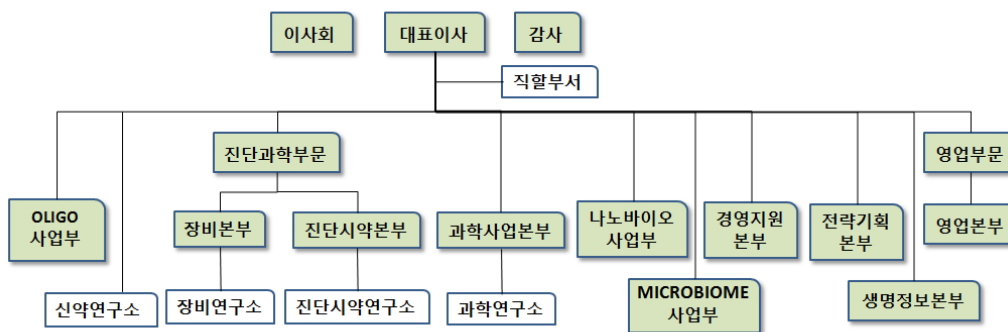 이사회
대표이사
감사
직할부서
진단과학부문
영업부문
OLIGO
사업부
장비본부
진단시약본부
과학사업본부
나노바이오
사업부
경영지원
본부
전략기획
본부
영업본부
신약연구소
장비연구소
진단시약연구소
과학연구소
MICROBIOME
사업부
생명정보본부